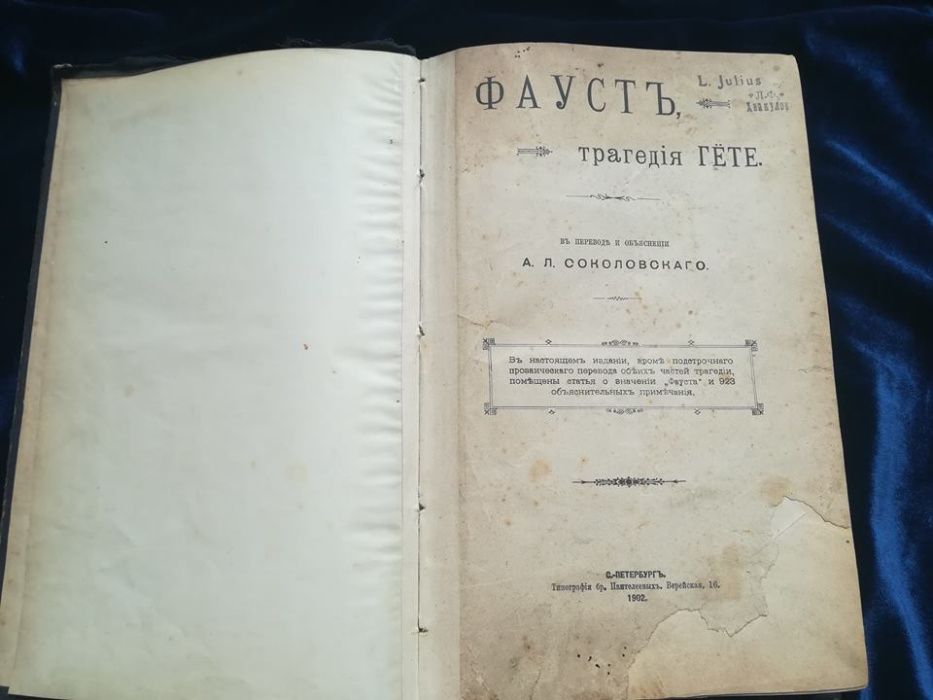 ФАУСТЪ,
L. Julius
трагедія ГЁТЕ.
ВЪ ПЕРЕВОДѢ И ОБЪЯСНЕНІИ
А. Л. СОКОЛОВСКАГО.
Въ настоящемъ изданіи, кромѣ подстрочнаго
прозаическаго перевода обѣихъ частей трагедіи,
помѣщены статья о значеніи „Фауста“ и 923
объяснительныхъ примѣчанія.
С.-ПЕТЕРБУРГЪ.
Типографія бр. Пантелеевыхъ. Верейская, 16.
1902.